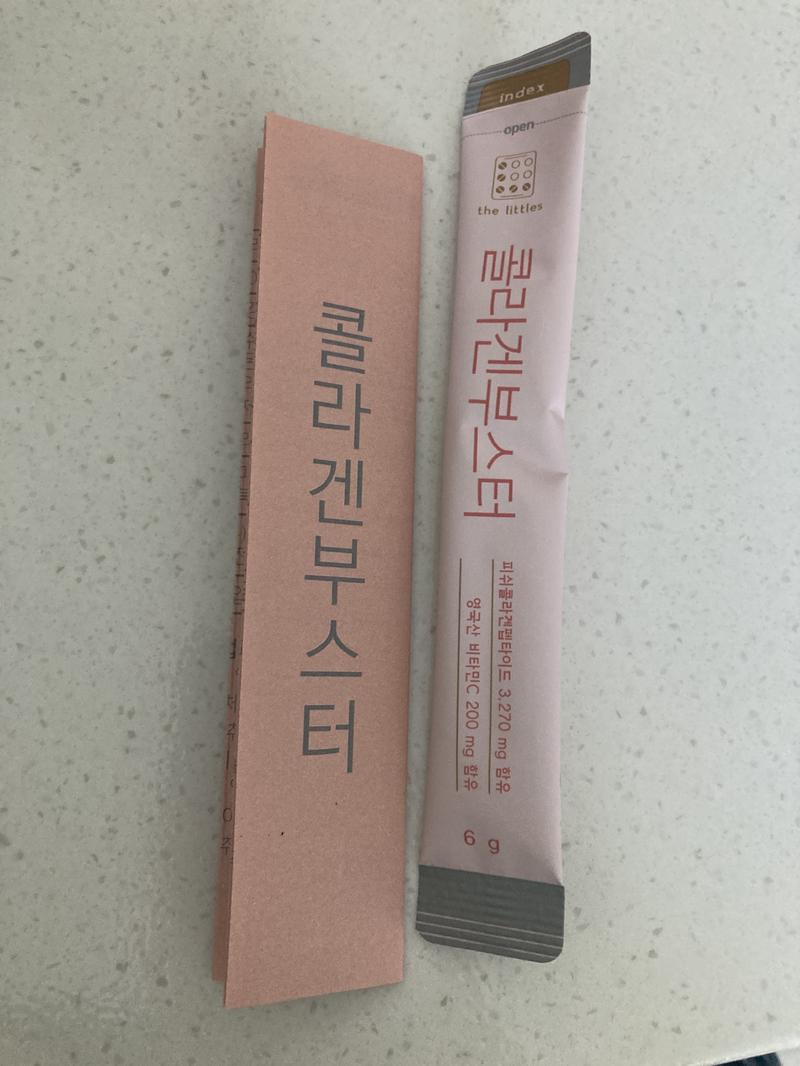 콜라겐부스터
index
open
the littles
콜라겐부스터
피쉬콜라겐펩타이드 3,270 mg 함유
영국산 비타민C 200 mg 함유
6 g